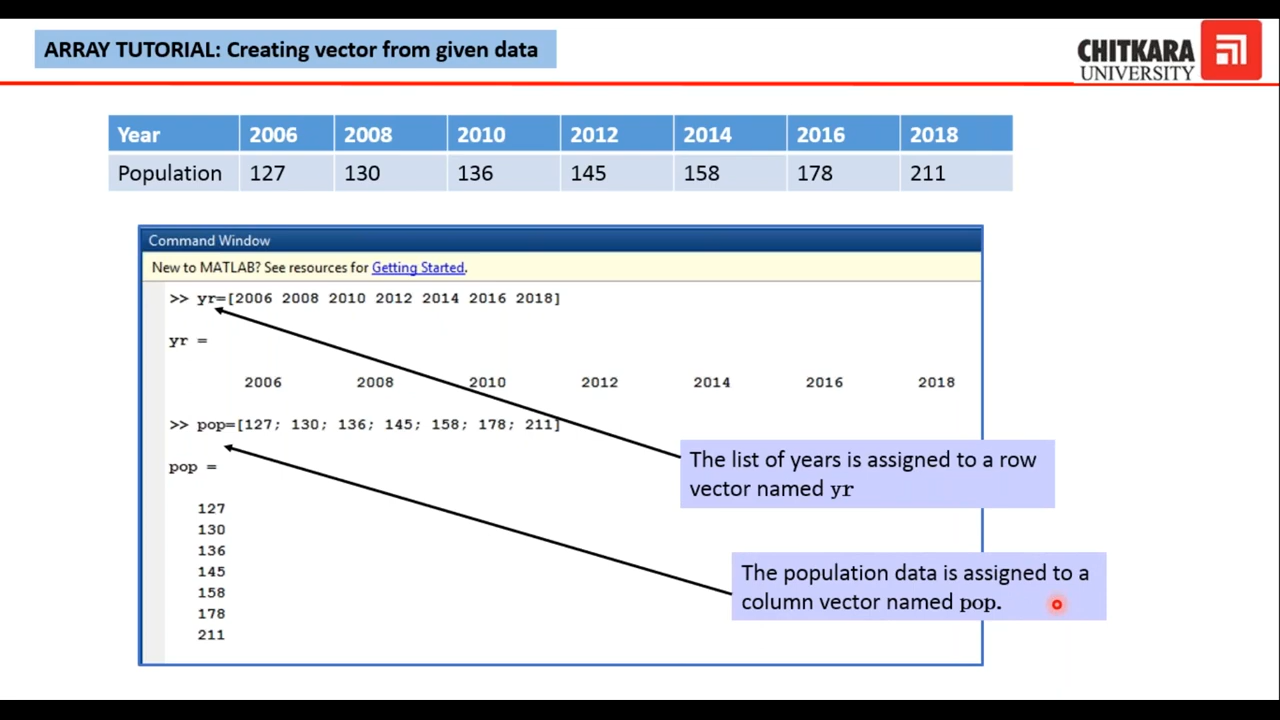 ARRAY TUTORIAL: Creating vector from given data
CHITKARA
UNIVERSITY
Year 2006 2008 2010 2012 2014 2016 2018
Population 127 130 136 145 158 178 211
Command Window
New to MATLAB? See resources for Getting Started.
>> yr=[2006 2008 2010 2012 2014 2016 2018]
yr =
2006 2008 2010 2012 2014 2016 2018
>> pop=[127; 130; 136; 145; 158; 178; 211]
pop =
127
130
136
145
158
178
211
The list of years is assigned to a row
vector named yr
The population data is assigned to a
column vector named pop.